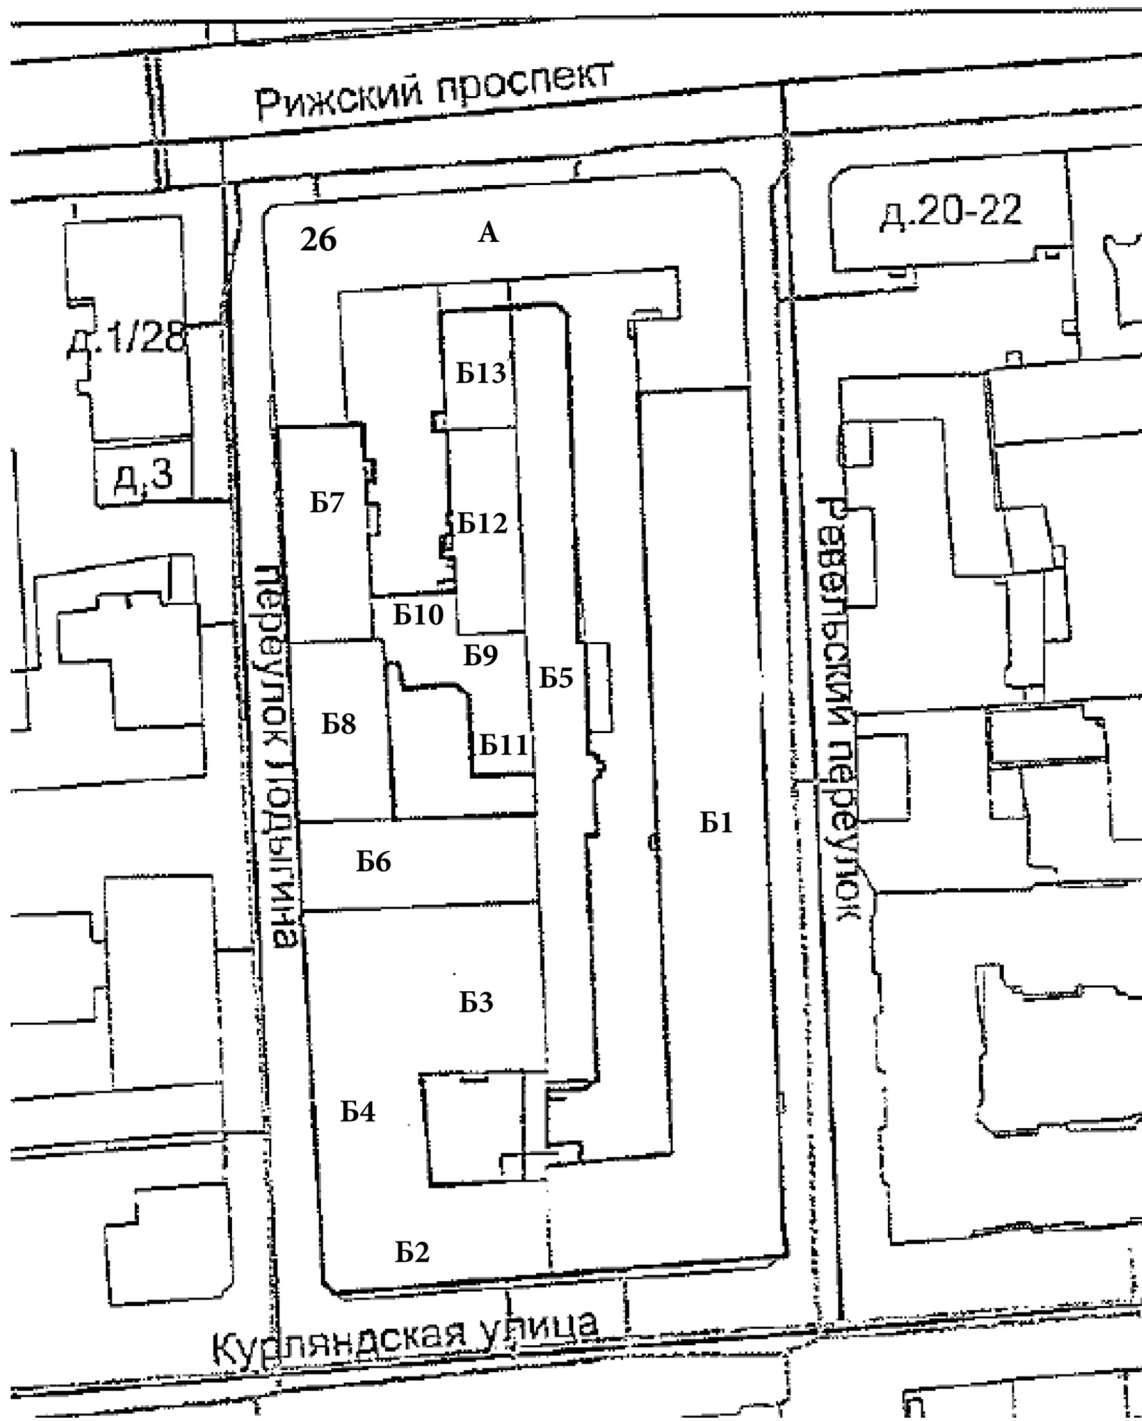 Рижский проспект
26
А
д.20-22
д.1/28
Б13
д.3
Б7
Б12
Б10
Б9
Б5
Б8
Б11
переулок Лодыгина
Ревельский переулок
Б1
Б6
Б3
Б4
Б2
Курляндская улица